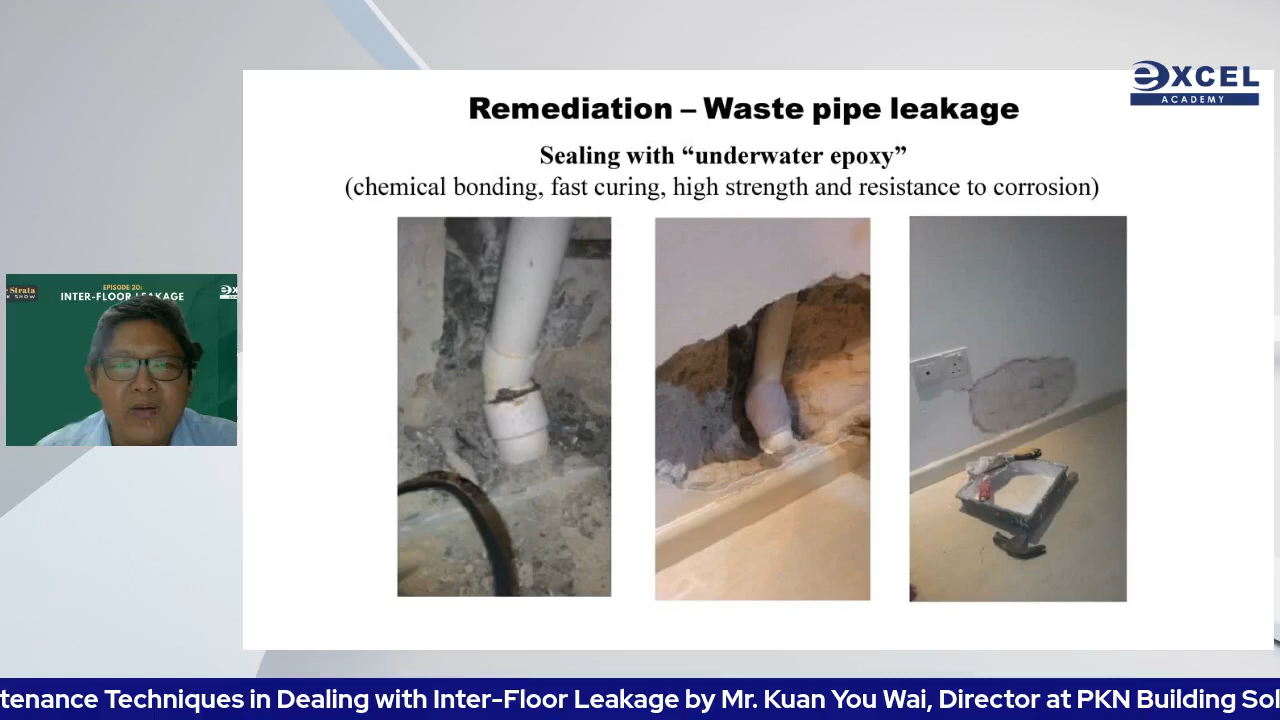 eXCEL
ACADEMY
Remediation – Waste pipe leakage
Sealing with “underwater epoxy”
(chemical bonding, fast curing, high strength and resistance to corrosion)
Strata
SHOW
EPISODE 20:
INTER-FLOOR LEAKAGE
tenance Techniques in Dealing with Inter-Floor Leakage by Mr. Kuan You Wai, Director at PKN Building Sol